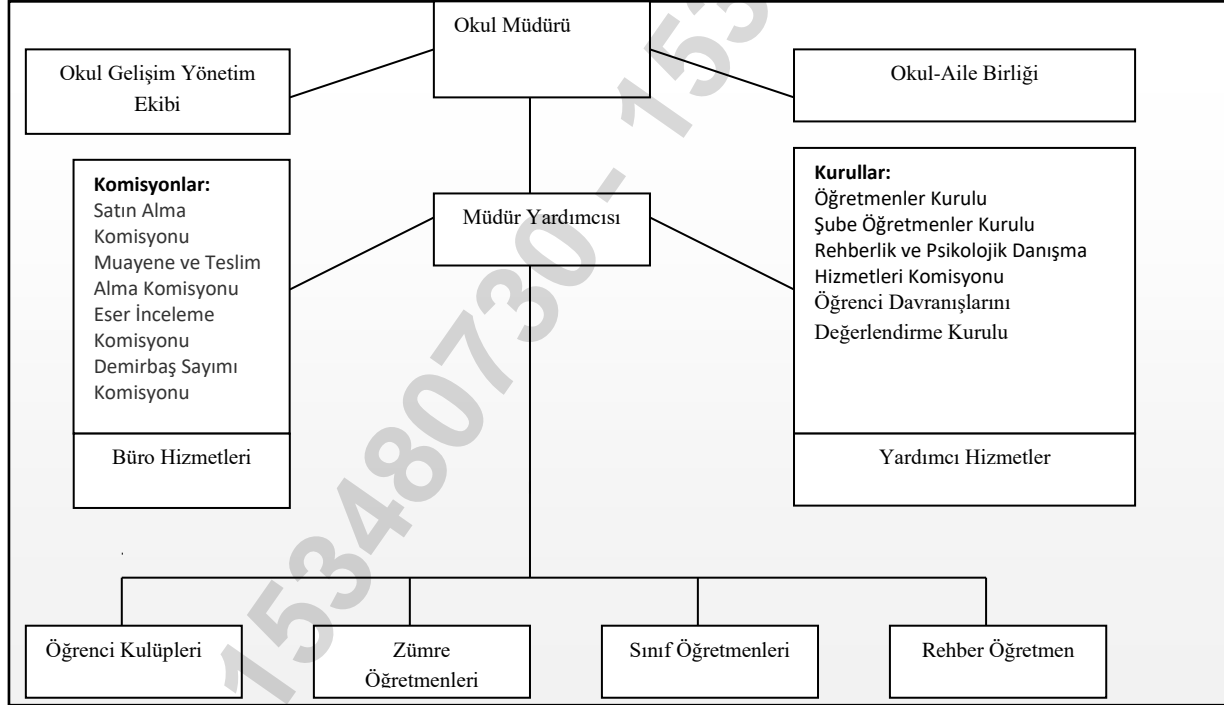 Okul Müdürü
Okul Gelişim Yönetim
Ekibi
Okul-Aile Birliği
Komisyonlar:
Satın Alma
Komisyonu
Muayene ve Teslim
Alma Komisyonu
Eser İnceleme
Komisyonu
Demirbaş Sayımı
Komisyonu
Müdür Yardımcısı
Kurullar:
Öğretmenler Kurulu
Şube Öğretmenler Kurulu
Rehberlik ve Psikolojik Danışma
Hizmetleri Komisyonu
Öğrenci Davranışlarını
Değerlendirme Kurulu
Büro Hizmetleri
Yardımcı Hizmetler
Öğrenci Kulüpleri
Zümre
Öğretmenleri
Sınıf Öğretmenleri
Rehber Öğretmen
153480730 - 153